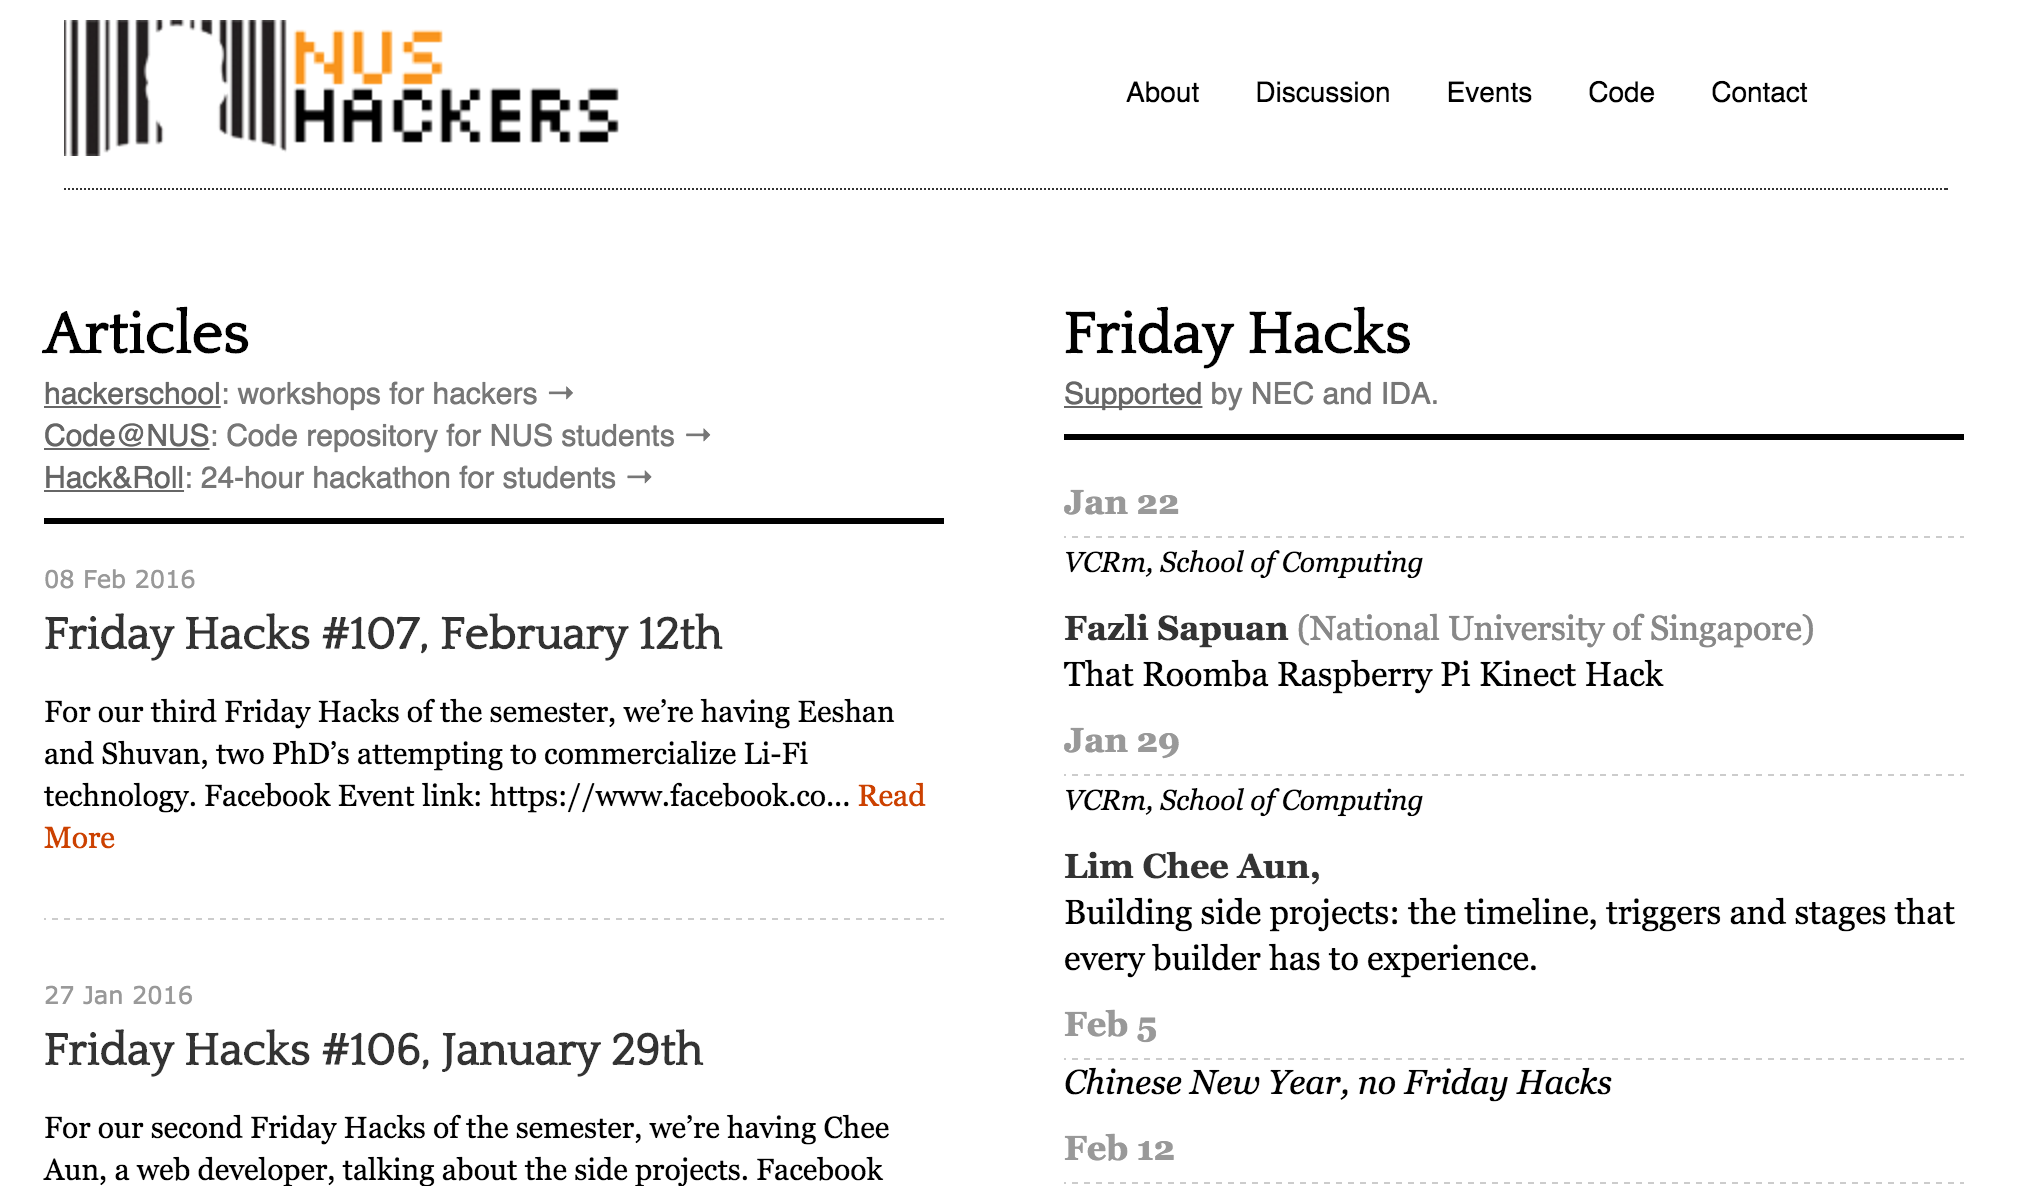 NUS
HACKERS
About
Discussion
Events
Code
Contact
Articles
hackerschool: workshops for hackers →
Code@NUS: Code repository for NUS students →
Hack&Roll: 24-hour hackathon for students →
08 Feb 2016
Friday Hacks #107, February 12th
For our third Friday Hacks of the semester, we’re having Eeshan
and Shuvan, two PhD’s attempting to commercialize Li-Fi
technology. Facebook Event link: https://www.facebook.co... Read
More
27 Jan 2016
Friday Hacks #106, January 29th
For our second Friday Hacks of the semester, we’re having Chee
Aun, a web developer, talking about the side projects. Facebook
Friday Hacks
Supported by NEC and IDA.
Jan 22
VCRm, School of Computing
Fazli Sapuan (National University of Singapore)
That Roomba Raspberry Pi Kinect Hack
Jan 29
VCRm, School of Computing
Lim Chee Aun,
Building side projects: the timeline, triggers and stages that
every builder has to experience.
Feb 5
Chinese New Year, no Friday Hacks
Feb 12